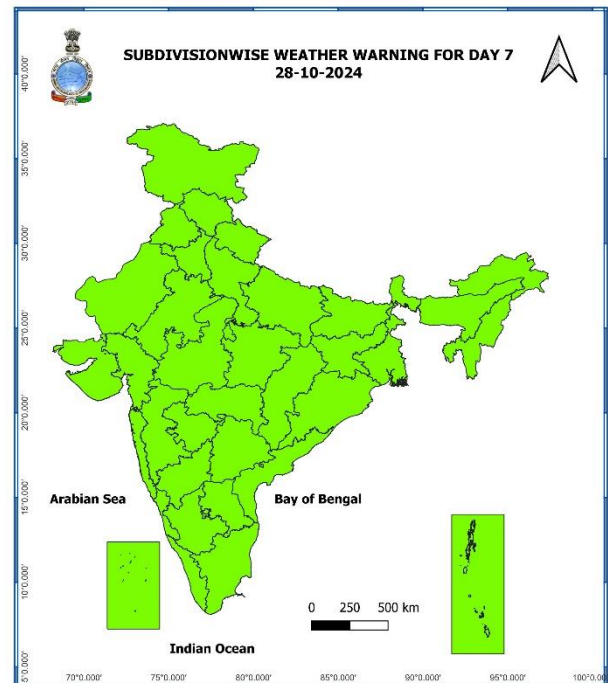 SUBDIVISIONWISE WEATHER WARNING FOR DAY 7
28-10-2024
40°0.000'
35°0.000'
30°0.000'
25°0.000'
20°0.000'
15°0.000'
10°0.000'
5°0.000'
Arabian Sea
Bay of Bengal
0 250 500 km
Indian Ocean
70°0.000' 75°0.000' 80°0.000' 85°0.000' 90°0.000' 95°0.000'